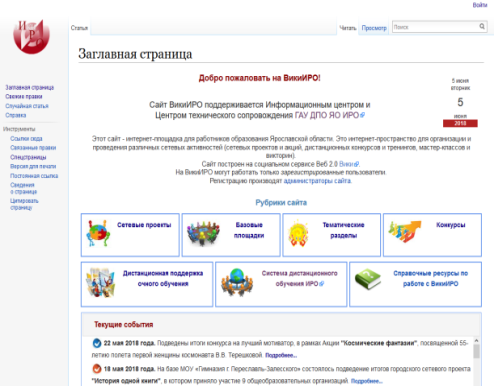 Войти
И Р
Статья
Читать Просмотр Поиск
Заглавная страница
Добро пожаловать на ВикиИРО!
5 июня
вторник
5
июня
2018
Сайт ВикиИРО поддерживается Информационным центром и
Центром технического сопровождения ГАУ ДПО ЯО ИРО
Этот сайт - интернет-площадка для работников образования Ярославской области. Это интернет-пространство для организации и
проведения различных сетевых активностей (сетевых проектов и акций, дистанционных конкурсов и тренингов, мастер-классов и
викторин).
Сайт построен на социальном сервисе Веб 2.0 Вики.
На ВикиИРО могут работать только зарегистрированные пользователи.
Регистрацию производят администраторы сайта.
Заглавная страница
Свежие правки
Случайная статья
Справка
Инструменты
Ссылки сюда
Связанные правки
Спецстраницы
Версия для печати
Постоянная ссылка
Сведения
о странице
Цитировать
страницу
Рубрики сайта
Сетевые проекты
Базовые
площадки
Тематические
разделы
Конкурсы
Дистанционная поддержка
очного обучения
Система дистанционного
обучения ИРО
Справочные ресурсы по
работе с ВикиИРО
Текущие события
22 мая 2018 года. Подведены итоги конкурса на лучший мотиватор, в рамках Акции "Космические фантазии", посвященной 55-
летию полета первой женщины космонавта В.В. Терешковой. Подробнее...
18 мая 2018 года. На базе МОУ «Гимназия г. Переславль-Залесского» состоялось подведение итогов городского сетевого проекта
"История одной книги", в котором приняло участие 9 общеобразовательных организаций. Подробнее...